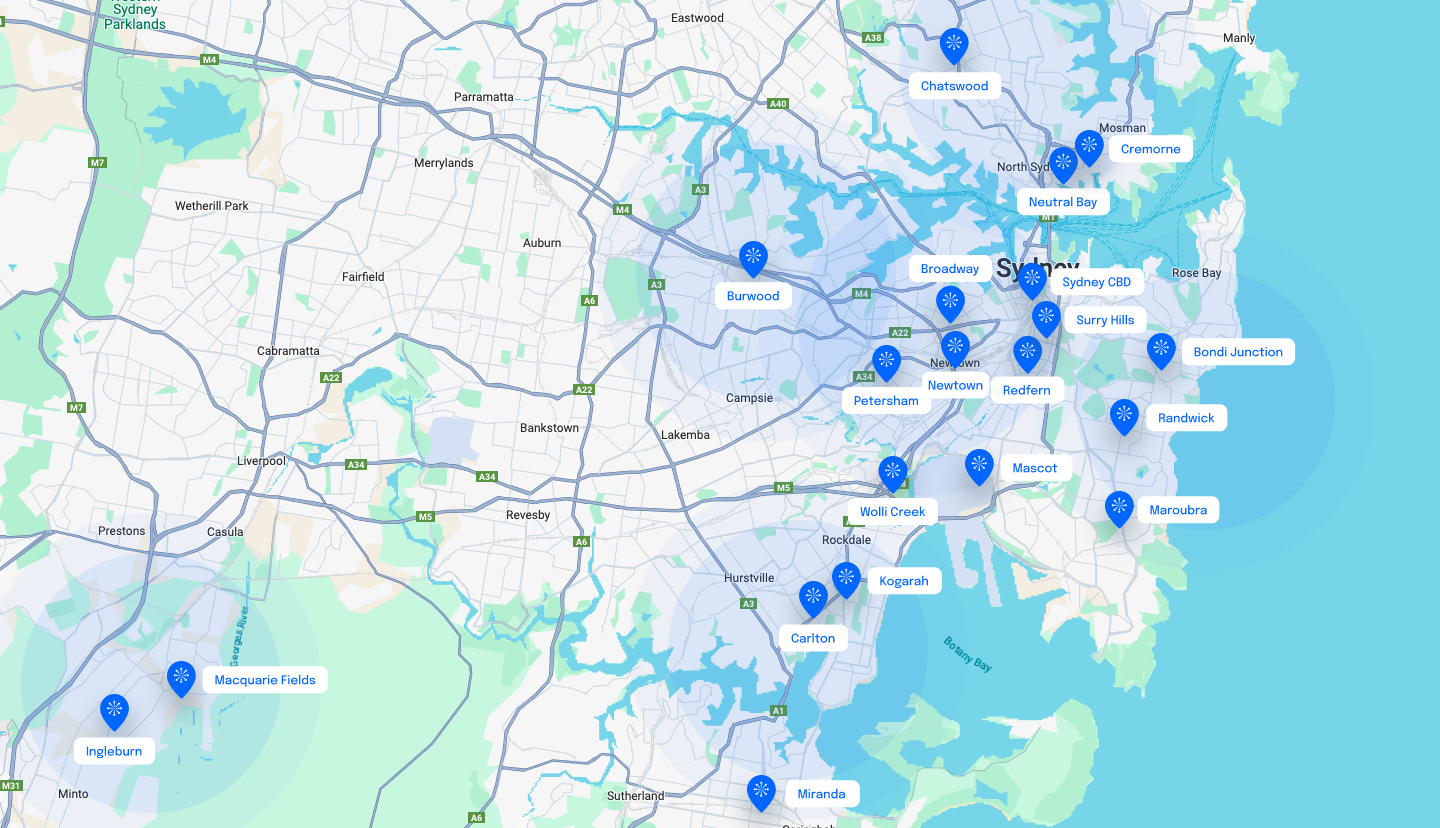 Western
Sydney
Parklands
Eastwood
Manly
A38
M4
Chatswood
Parramatta
A40
Mosman
Cremorne
M7
Merrylands
North Syd
A3
Neutral Bay
Wetherill Park
M4
M1
Auburn
Broadway
Sydney
Rose Bay
Fairfield
Sydney CBD
A3
Burwood
M4
A6
Surry Hills
A22
Cabramatta
Bondi Junction
Newtown
A22
A34
Newtown
Redfern
A22
Campsie
Petersham
M7
Randwick
Bankstown
Lakemba
Liverpool
A34
Mascot
A34
M5
Wolli Creek
Maroubra
M5
Revesby
Prestons
Casula
A6
Rockdale
Hurstville
Kogarah
A3
Georges River
Carlton
Botany Bay
Macquarie Fields
A1
Ingleburn
M31
Minto
Sutherland
Miranda
A6